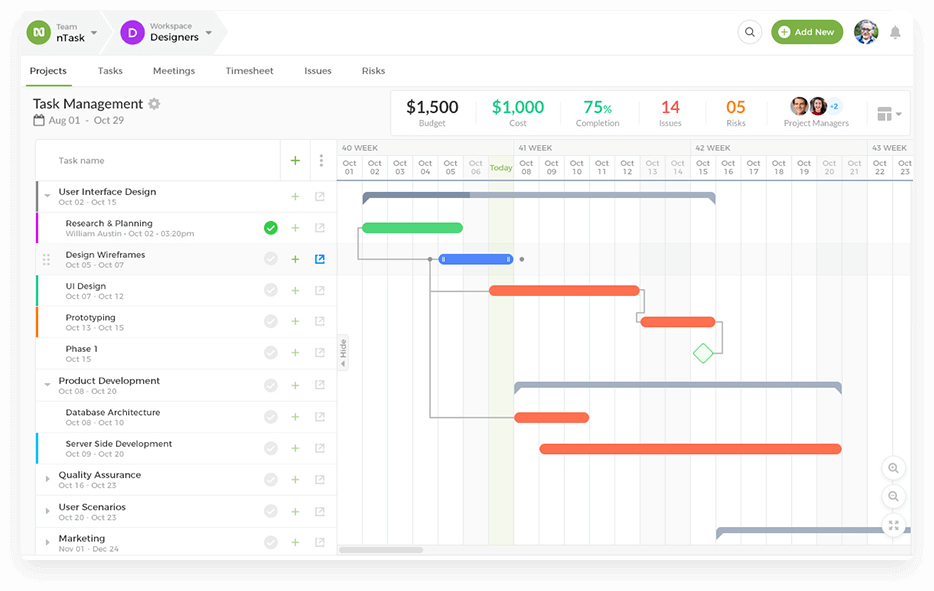 Team
nTask
D
Workspace
Designers
Add New
Projects Tasks Meetings Timesheet Issues Risks
Task Management
Aug 01 - Oct 29
$1,500 $1,000 75% 14 05 +2
Budget Cost Completion Issues Risks Project Managers
40 WEEK 41 WEEK 42 WEEK 43 WEEK
Task name
Oct Oct Oct Oct Oct Oct Today Oct Oct Oct Oct Oct Oct Oct Oct Oct Oct Oct Oct Oct Oct Oct Oct
01 02 03 04 05 06 08 09 10 11 12 13 14 15 16 17 18 19 20 21 22 23
User Interface Design
Oct 02 - Oct 15
Research & Planning
William Austin - Oct 02 - 03:20pm
Design Wireframes
Oct 05 - Oct 07
UI Design
Oct 07 - Oct 12
Prototyping
Oct 13 - Oct 15
Phase 1
Oct 15
Hide
Product Development
Oct 08 - Oct 20
Database Architecture
Oct 08 - Oct 10
Server Side Development
Oct 09 - Oct 20
Quality Assurance
Oct 16 - Oct 23
User Scenarios
Oct 20 - Oct 23
Marketing
Nov 01 - Dec 24